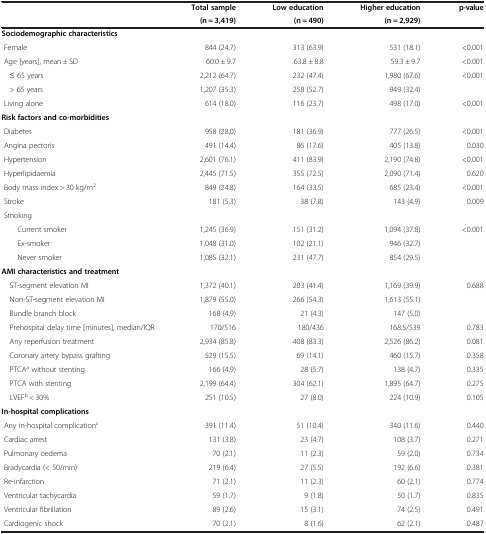 Total sample Low education Higher education p-value
(n = 3,419) (n = 490) (n = 2,929)
Sociodemographic characteristics
Female 844 (24.7) 313 (63.9) 531 (18.1) <0.001
Age [years], mean ± SD 60.0 ± 9.7 63.8 ± 8.8 59.3 ± 9.7 <0.001
≤ 65 years 2,212 (64.7) 232 (47.4) 1,980 (67.6) <0.001
> 65 years 1,207 (35.3) 258 (52.7) 949 (32.4)
Living alone 614 (18.0) 116 (23.7) 498 (17.0) <0.001
Risk factors and co-morbidities
Diabetes 958 (28.0) 181 (36.9) 777 (26.5) <0.001
Angina pectoris 491 (14.4) 86 (17.6) 405 (13.8) 0.030
Hypertension 2,601 (76.1) 411 (83.9) 2,190 (74.8) <0.001
Hyperlipidaemia 2,445 (71.5) 355 (72.5) 2,090 (71.4) 0.620
Body mass index > 30 kg/m² 849 (24.8) 164 (33.5) 685 (23.4) <0.001
Stroke 181 (5.3) 38 (7.8) 143 (4.9) 0.009
Smoking
Current smoker 1,245 (36.9) 151 (31.2) 1,094 (37.8) <0.001
Ex-smoker 1,048 (31.0) 102 (21.1) 946 (32.7)
Never smoker 1,085 (32.1) 231 (47.7) 854 (29.5)
AMI characteristics and treatment
ST-segment elevation MI 1,372 (40.1) 203 (41.4) 1,169 (39.9) 0.688
Non-ST-segment elevation MI 1,879 (55.0) 266 (54.3) 1,613 (55.1)
Bundle branch block 168 (4.9) 21 (4.3) 147 (5.0)
Prehospital delay time [minutes], median/IQR 170/516 180/436 168.5/539 0.783
Any reperfusion treatment 2,934 (85.8) 408 (83.3) 2,526 (86.2) 0.081
Coronary artery bypass grafting 529 (15.5) 69 (14.1) 460 (15.7) 0.358
PTCAᵃ without stenting 166 (4.9) 28 (5.7) 138 (4.7) 0.335
PTCA with stenting 2,199 (64.4) 304 (62.1) 1,895 (64.7) 0.275
LVEFᵇ < 30% 251 (10.5) 27 (8.0) 224 (10.9) 0.105
In-hospital complications
Any in-hospital complicationᶜ 391 (11.4) 51 (10.4) 340 (11.6) 0.440
Cardiac arrest 131 (3.8) 23 (4.7) 108 (3.7) 0.271
Pulmonary oedema 70 (2.1) 11 (2.3) 59 (2.0) 0.734
Bradycardia (< 50/min) 219 (6.4) 27 (5.5) 192 (6.6) 0.381
Re-infarction 71 (2.1) 11 (2.3) 60 (2.1) 0.774
Ventricular tachycardia 59 (1.7) 9 (1.8) 50 (1.7) 0.835
Ventricular fibrillation 89 (2.6) 15 (3.1) 74 (2.5) 0.491
Cardiogenic shock 70 (2.1) 8 (1.6) 62 (2.1) 0.487